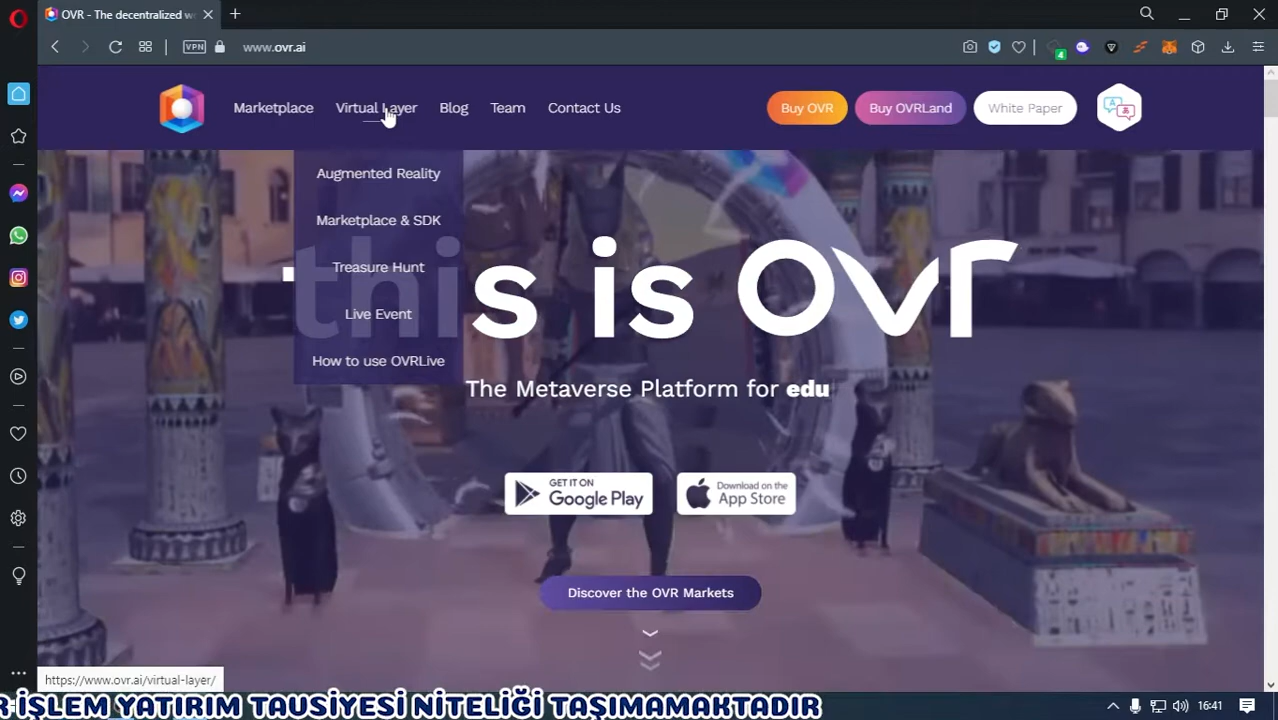 OVR - The decentralized w
VPN
www.ovr.ai
4
Marketplace
Virtual Layer
Blog
Team
Contact Us
Buy OVR
Buy OVRLand
White Paper
Augmented Reality
Marketplace & SDK
Treasure Hunt
Live Event
How to use OVRLive
this is Ovr
The Metaverse Platform for edu
GET IT ON
Google Play
Download on the
App Store
Discover the OVR Markets
https://www.ovr.ai/virtual-layer/
R İŞLEM YATIRIM TAUSİYESİ NİTELİĞİ TAŞIMAMAKTADIR
16:41